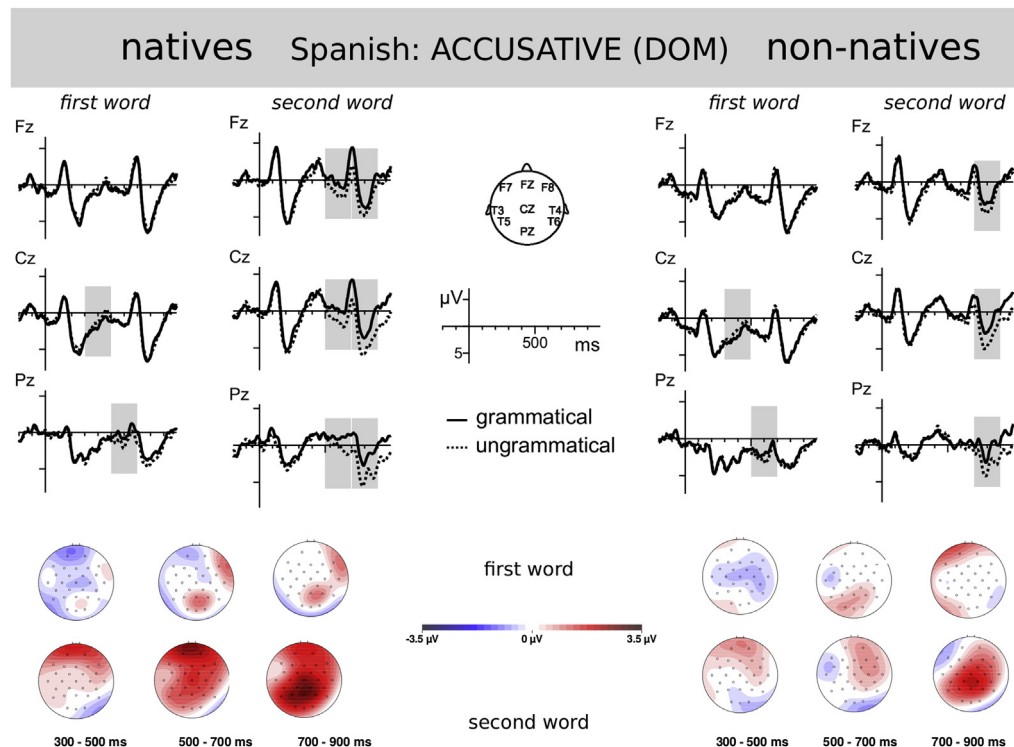 natives Spanish: ACCUSATIVE (DOM) non-natives
first word second word first word second word
Fz Fz Fz Fz
F7 FZ F8
T3 CZ T4
T5 T6
PZ
Cz Cz Cz Cz
µV
500
ms
5
Pz Pz Pz Pz
grammatical
ungrammatical
first word
-3.5 µV 0 µV 3.5 µV
second word
300 - 500 ms 500 - 700 ms 700 - 900 ms 300 - 500 ms 500 - 700 ms 700 - 900 ms